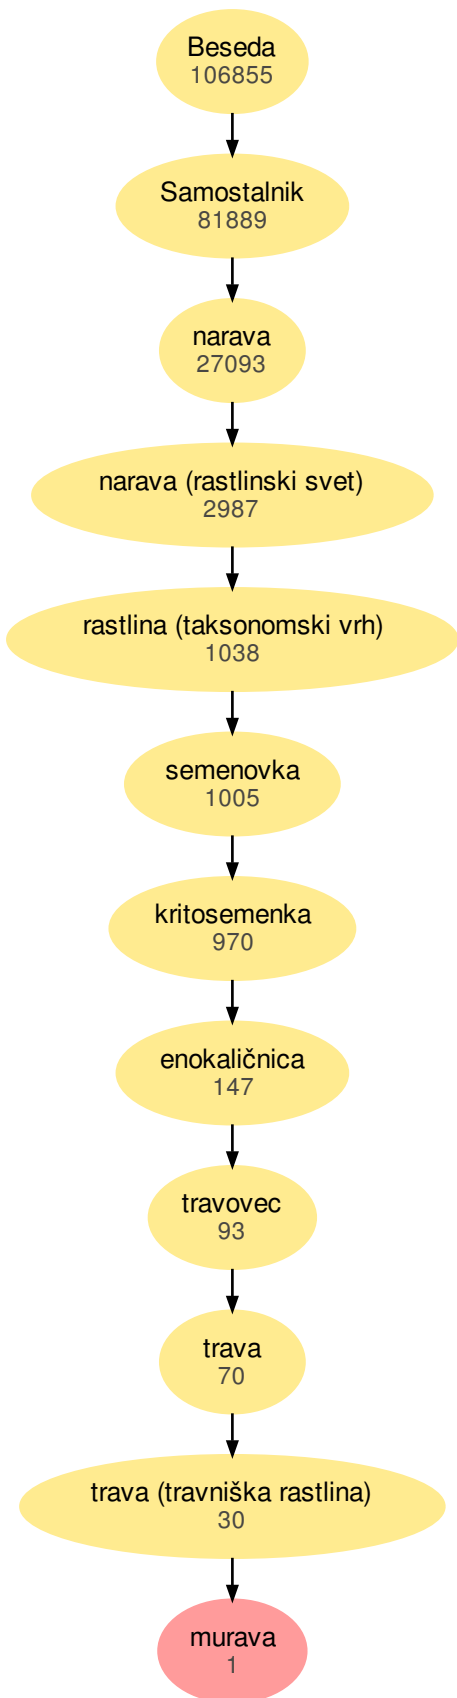 Beseda
106855
Samostalnik
81889
narava
27093
narava (rastlinski svet)
2987
rastlina (taksonomski vrh)
1038
semenovka
1005
kritosemenka
970
enokaličnica
147
travovec
93
trava
70
trava (travniška rastlina)
30
murava
1